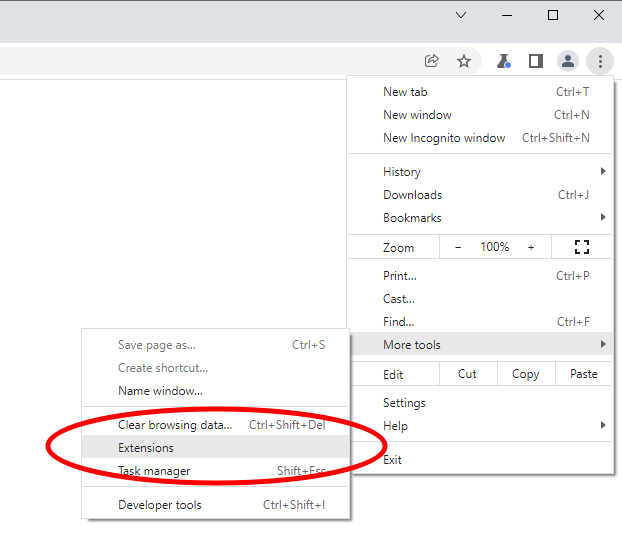 New tab Ctrl+T
New window Ctrl+N
New Incognito window Ctrl+Shift+N
History
Downloads Ctrl+J
Bookmarks
Zoom − 100% +
Print... Ctrl+P
Cast...
Find... Ctrl+F
More tools
Edit Cut Copy Paste
Settings
Help
Exit
Save page as... Ctrl+S
Create shortcut...
Name window...
Clear browsing data... Ctrl+Shift+Del
Extensions
Task manager Shift+Esc
Developer tools Ctrl+Shift+I